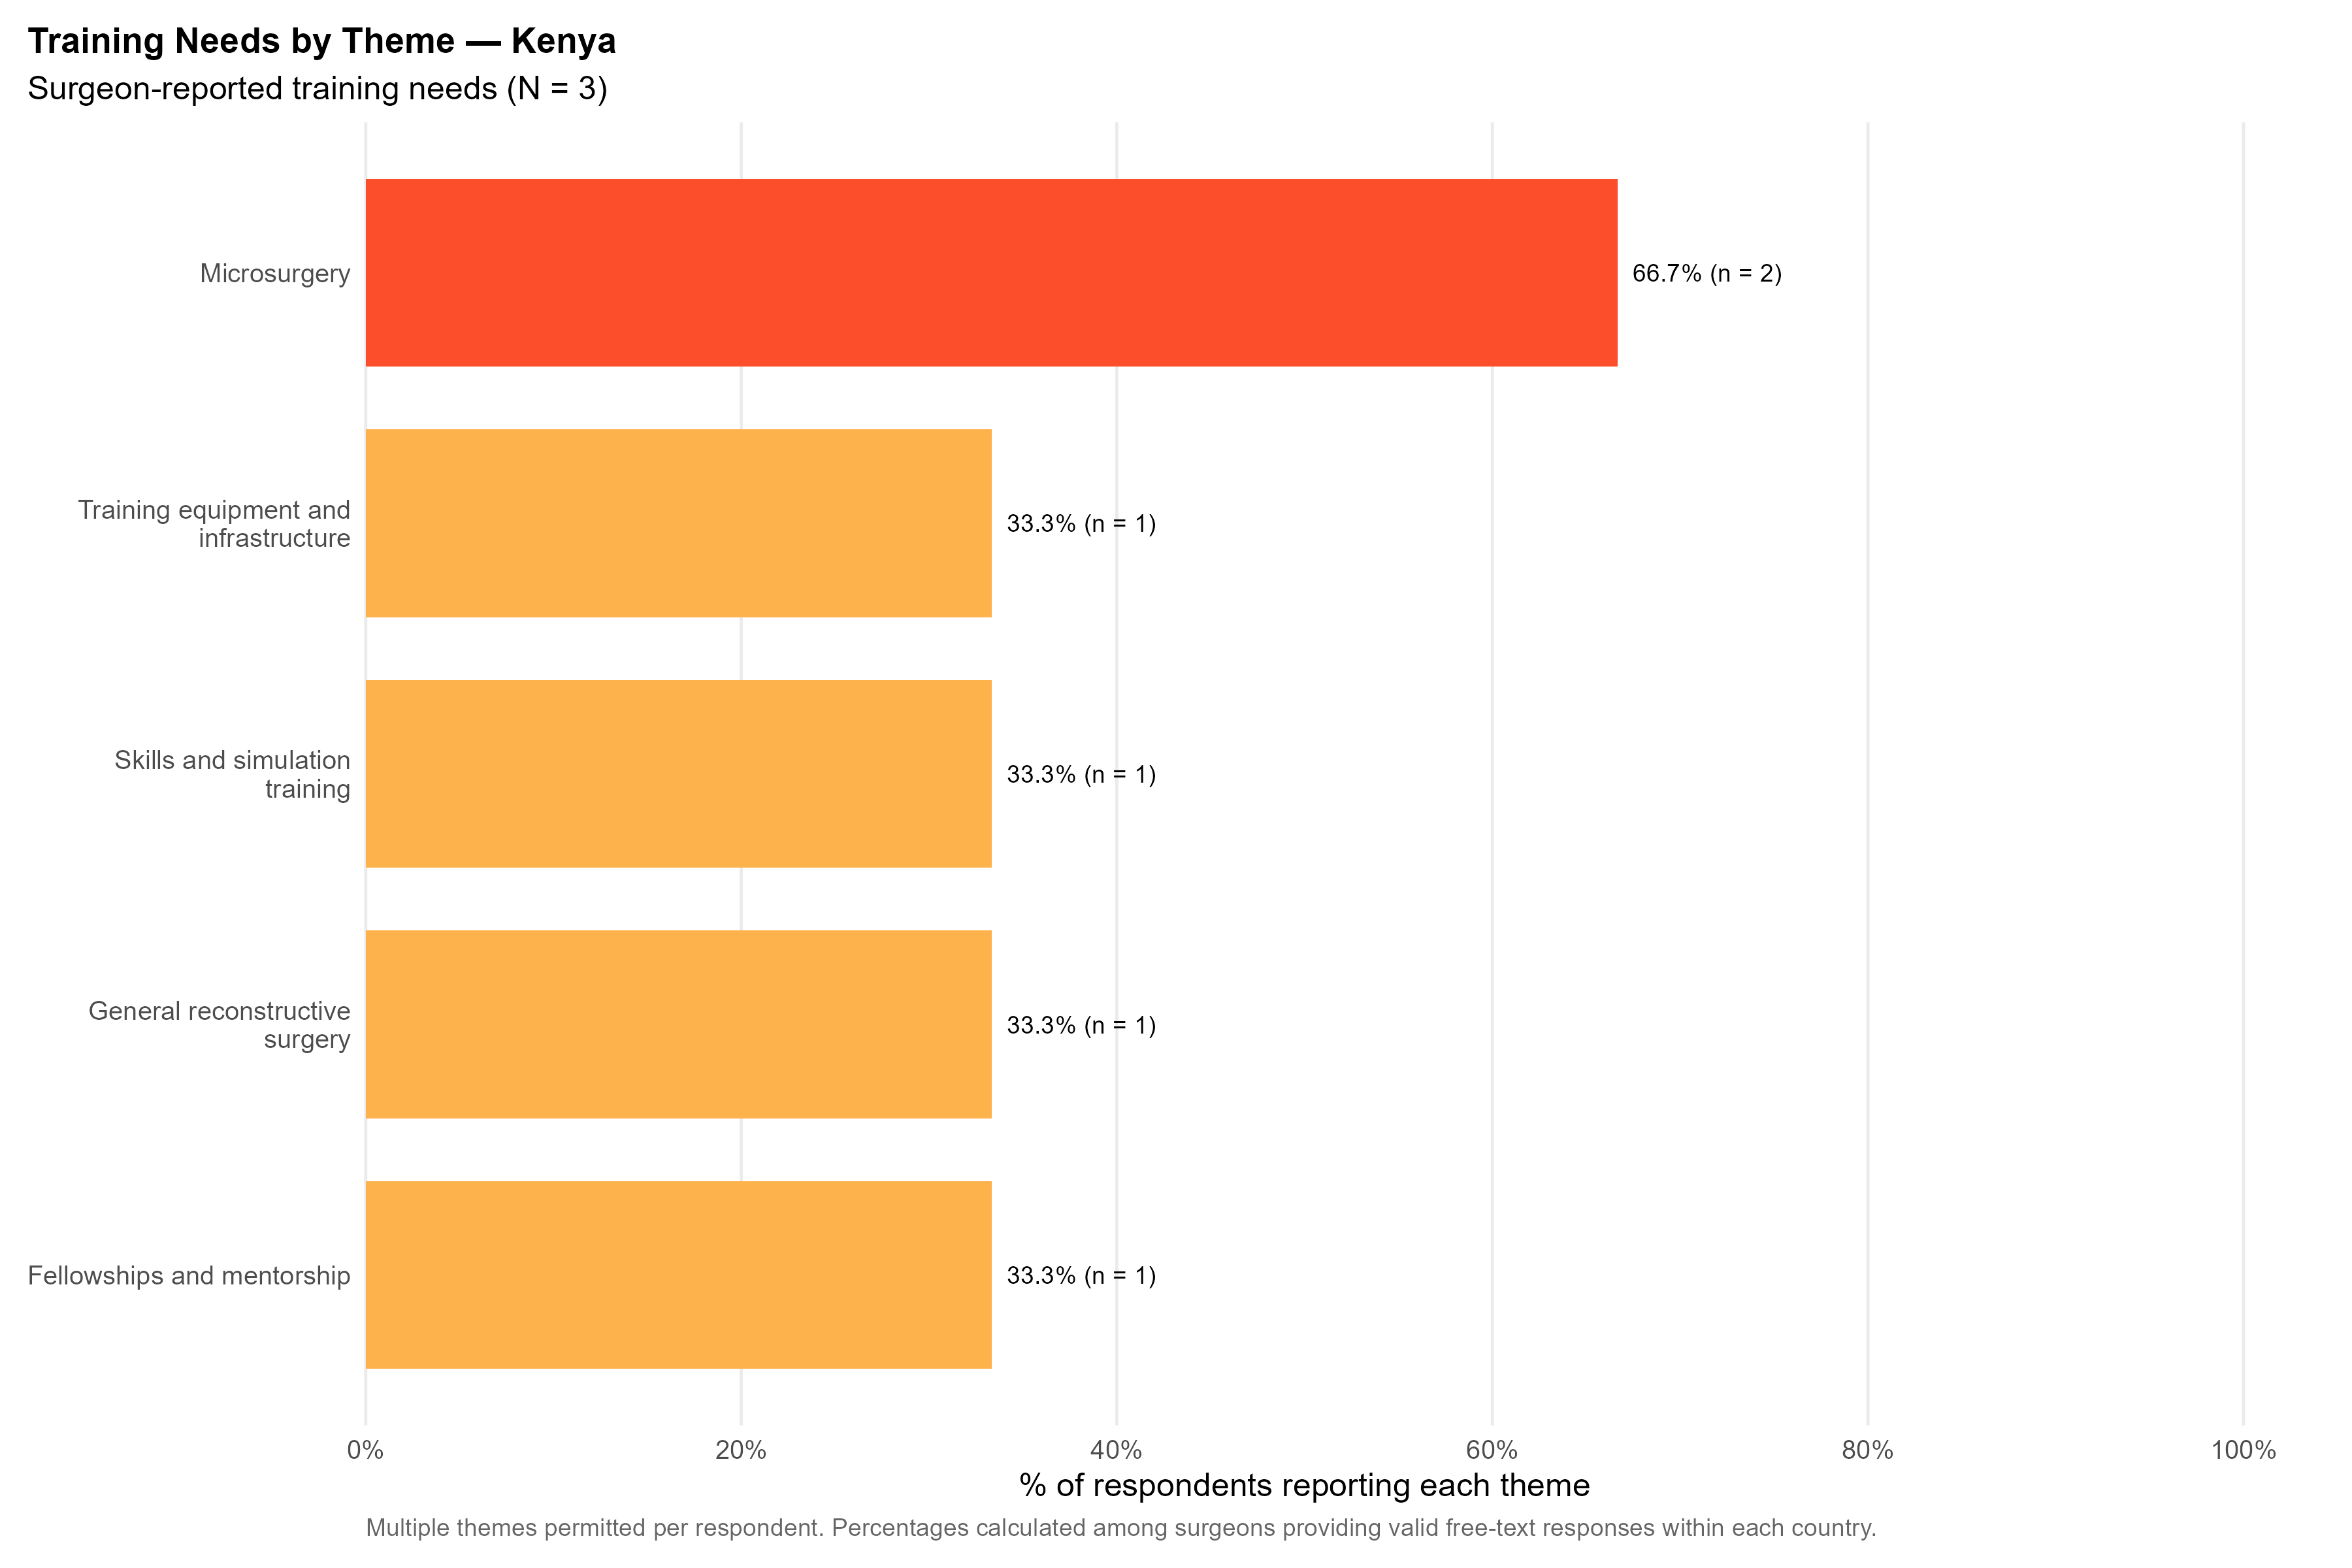 Training Needs by Theme — Kenya
Surgeon-reported training needs (N = 3)
Microsurgery
66.7% (n = 2)
Training equipment and
infrastructure
33.3% (n = 1)
Skills and simulation
training
33.3% (n = 1)
General reconstructive
surgery
33.3% (n = 1)
Fellowships and mentorship
33.3% (n = 1)
0%
20%
40%
60%
80%
100%
% of respondents reporting each theme
Multiple themes permitted per respondent. Percentages calculated among surgeons providing valid free-text responses within each country.